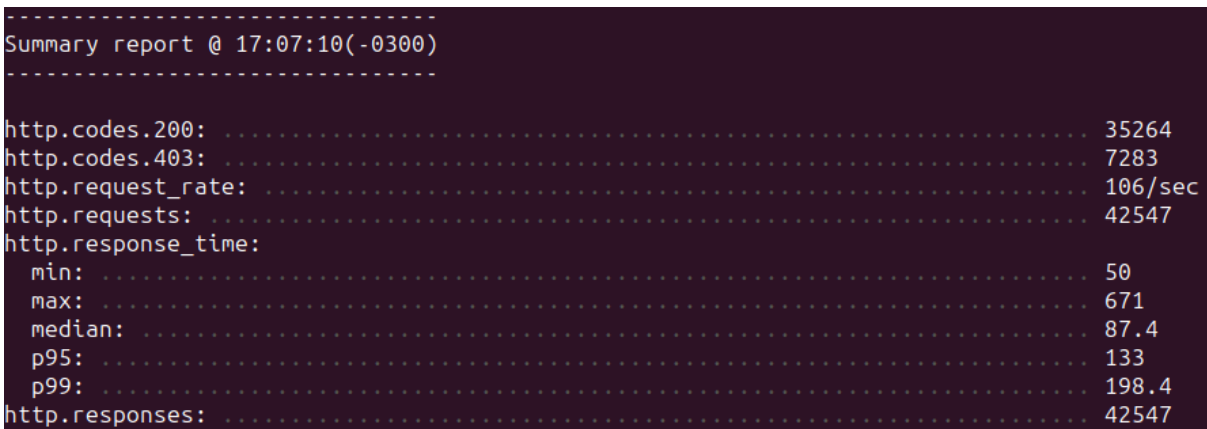 --------------------------------
Summary report @ 17:07:10(-0300)
--------------------------------
http.codes.200: ................................................................ 35264
http.codes.403: ................................................................ 7283
http.request_rate: ............................................................. 106/sec
http.requests: ................................................................. 42547
http.response_time:
  min: ......................................................................... 50
  max: ......................................................................... 671
  median: ...................................................................... 87.4
  p95: ......................................................................... 133
  p99: ......................................................................... 198.4
http.responses: ................................................................ 42547